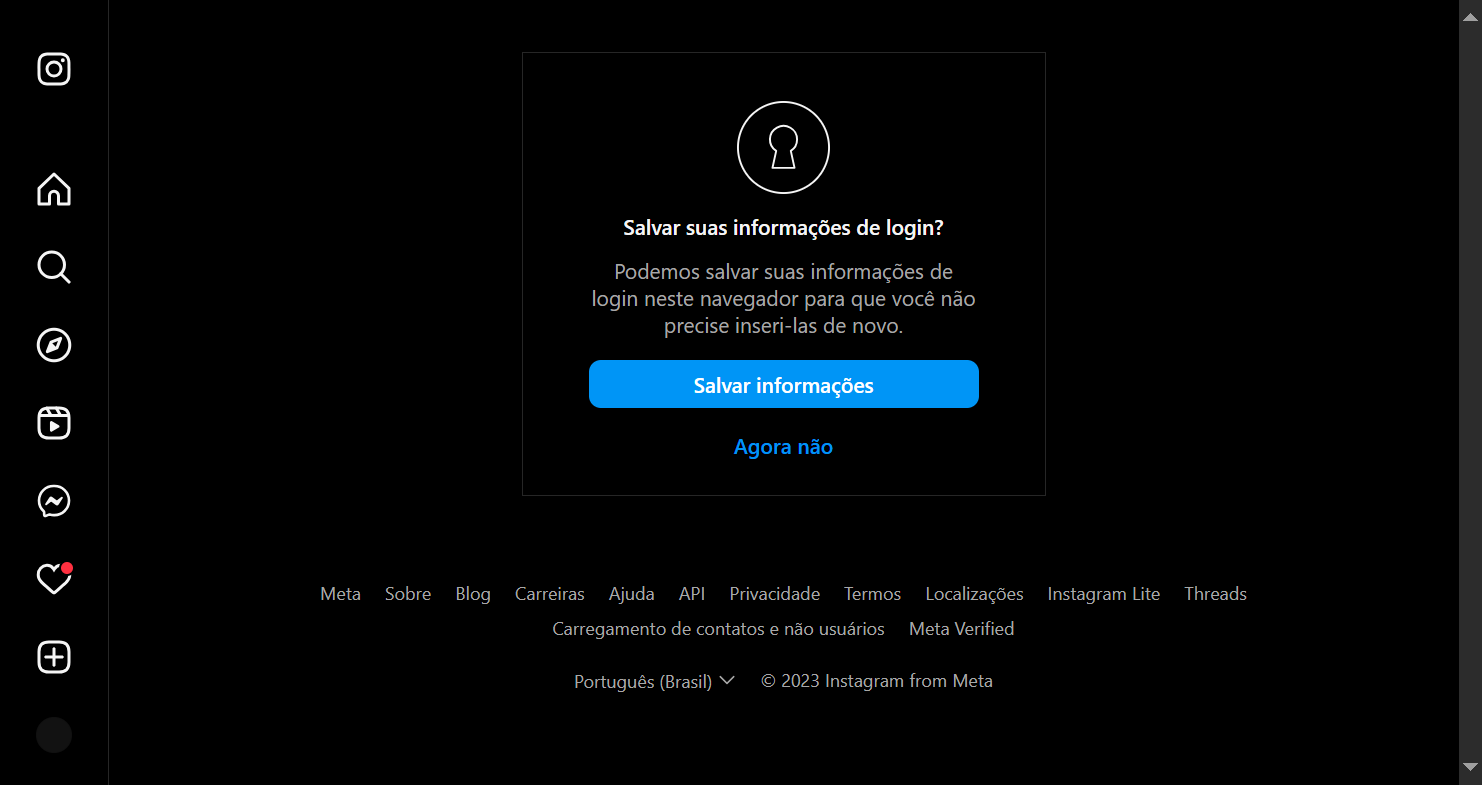 Salvar suas informações de login?
Podemos salvar suas informações de
login neste navegador para que você não
precise inseri-las de novo.
Salvar informações
Agora não
Meta Sobre Blog Carreiras Ajuda API Privacidade Termos Localizações Instagram Lite Threads
Carregamento de contatos e não usuários Meta Verified
Português (Brasil) © 2023 Instagram from Meta